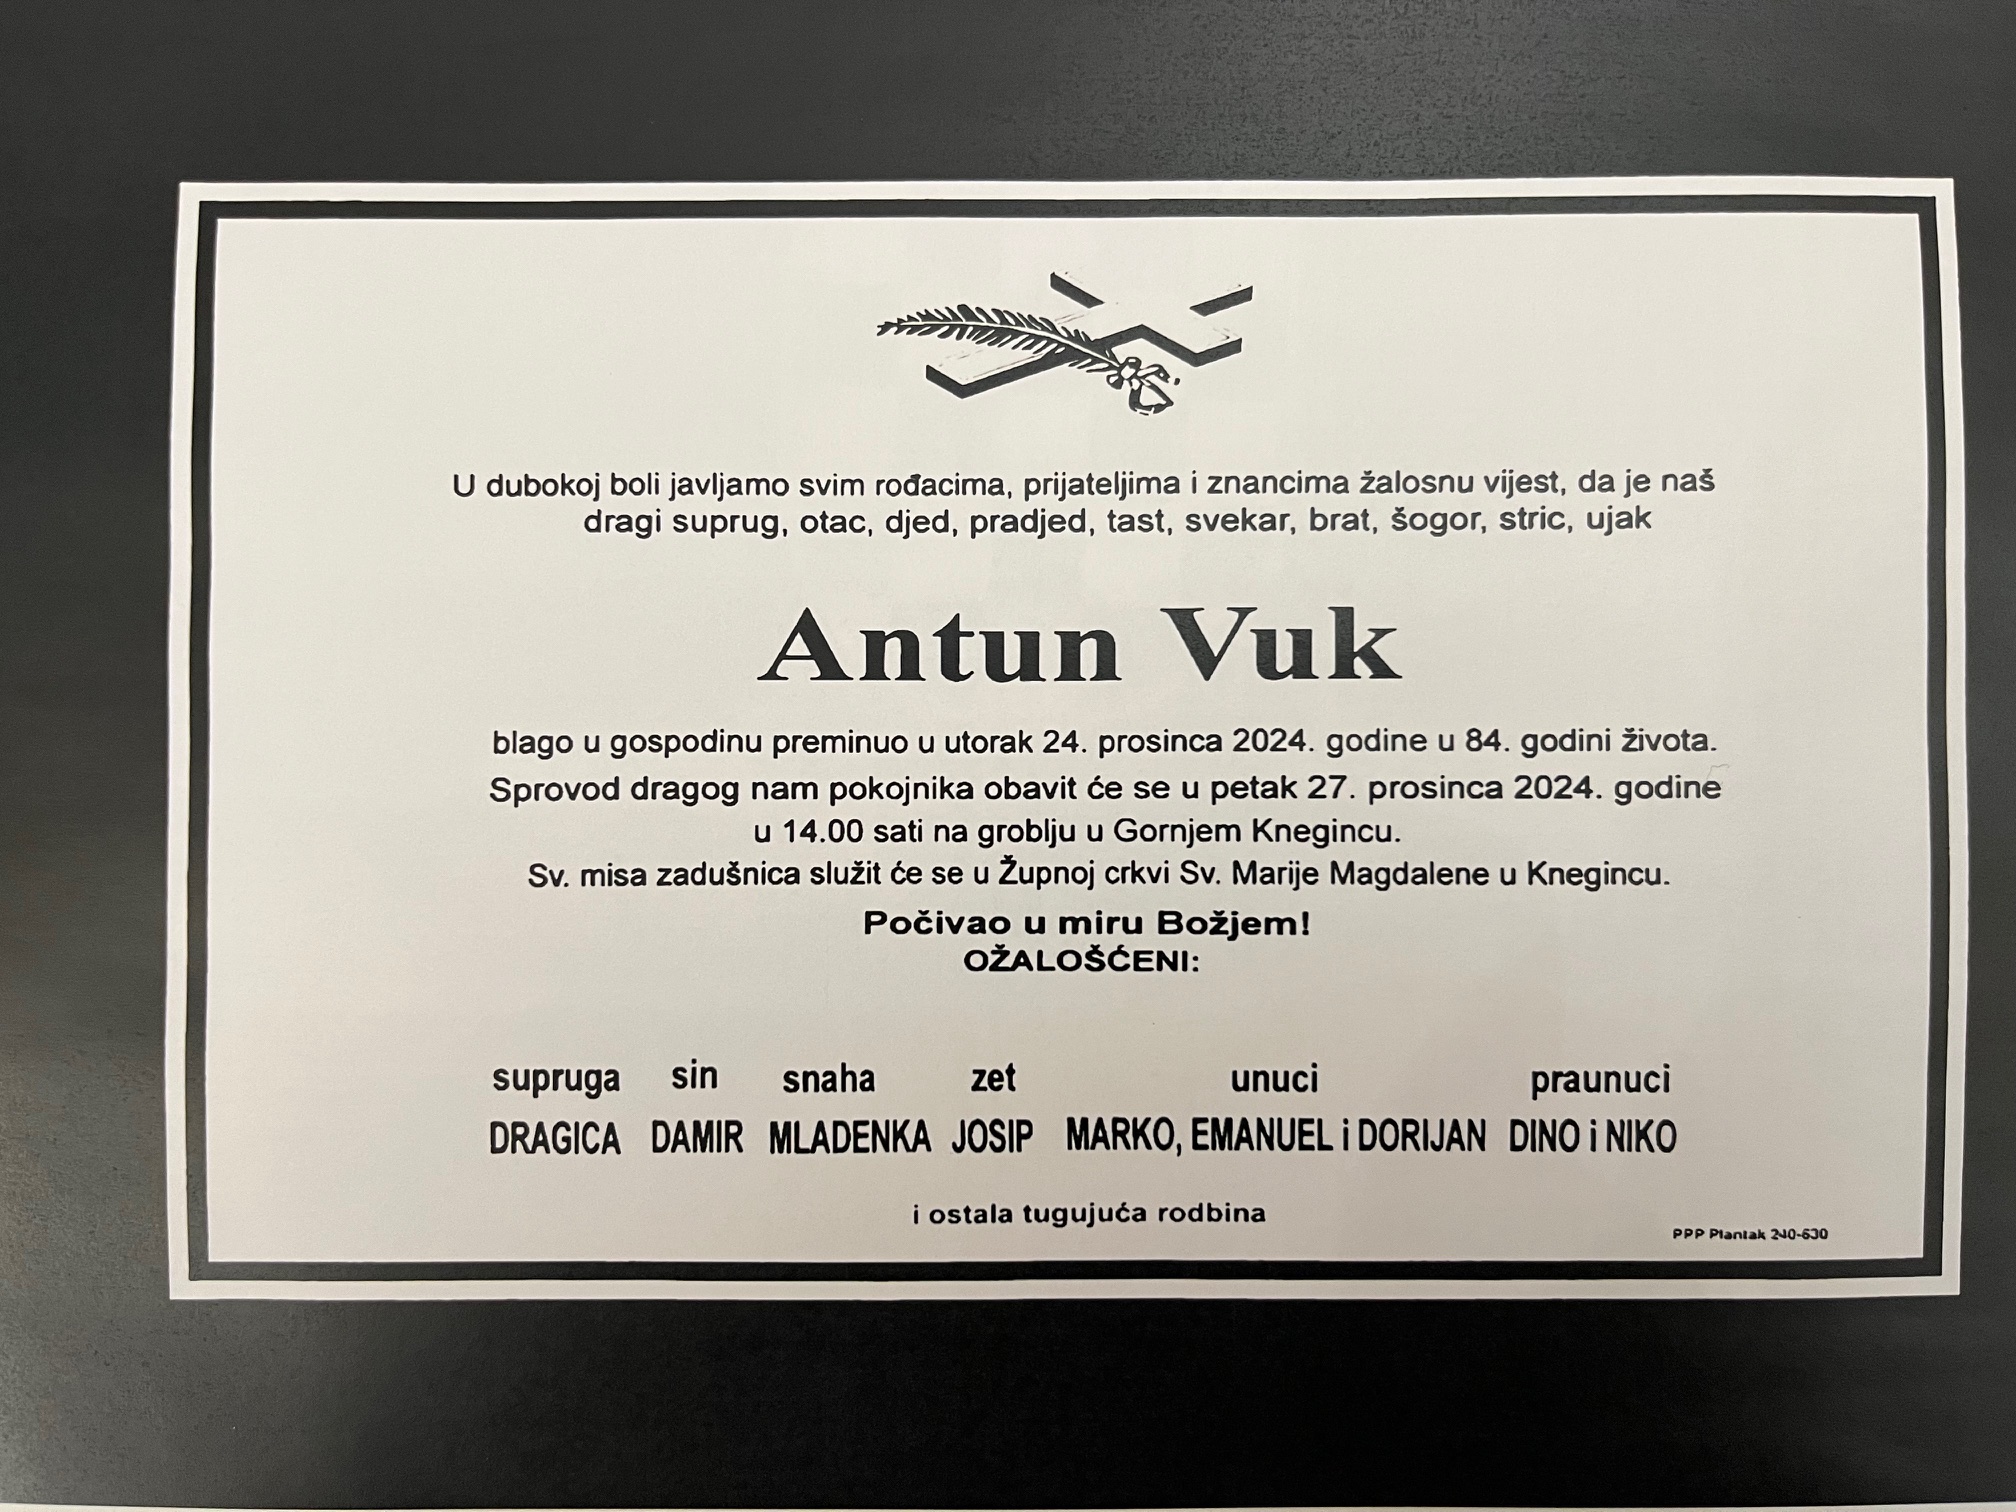 U dubokoj boli javljamo svim rođacima, prijateljima i znancima žalosnu vijest, da je naš
dragi suprug, otac, djed, pradjed, tast, svekar, brat, šogor, stric, ujak
Antun Vuk
blago u gospodinu preminuo u utorak 24. prosinca 2024. godine u 84. godini života.
Sprovod dragog nam pokojnika obavit će se u petak 27. prosinca 2024. godine
u 14.00 sati na groblju u Gornjem Knegincu.
Sv. misa zadušnica služit će se u Župnoj crkvi Sv. Marije Magdalene u Knegincu.
Počivao u miru Božjem!
OŽALOŠĆENI:
supruga sin snaha zet unuci praunuci
DRAGICA DAMIR MLADENKA JOSIP MARKO, EMANUEL i DORIJAN DINO i NIKO
i ostala tugujuća rodbina
PPP Plantak 240-630